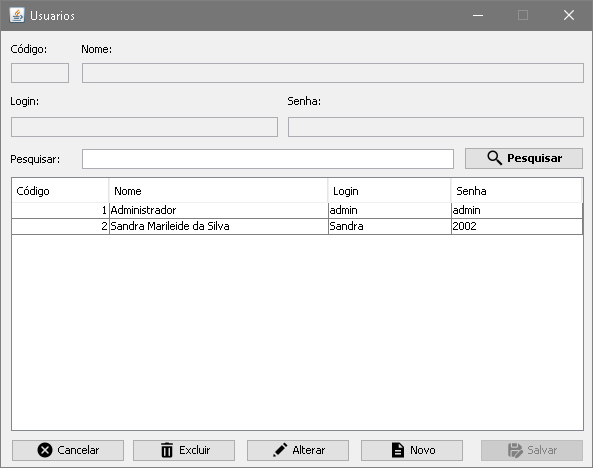 Usuarios
Código: Nome:
Login: Senha:
Pesquisar: Pesquisar
Código Nome Login Senha
1 Administrador admin admin
2 Sandra Marileide da Silva Sandra 2002
Cancelar Excluir Alterar Novo Salvar